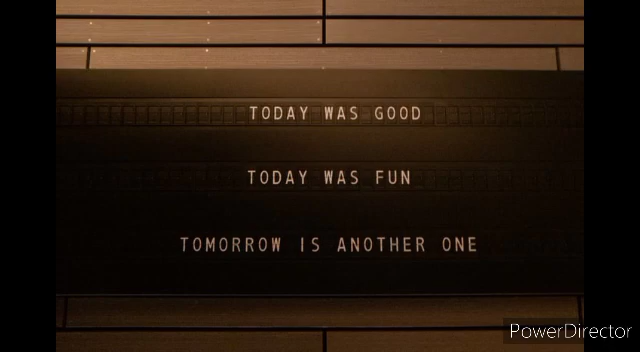 TODAY WAS GOOD
TODAY WAS FUN
TOMORROW IS ANOTHER ONE
PowerDirector